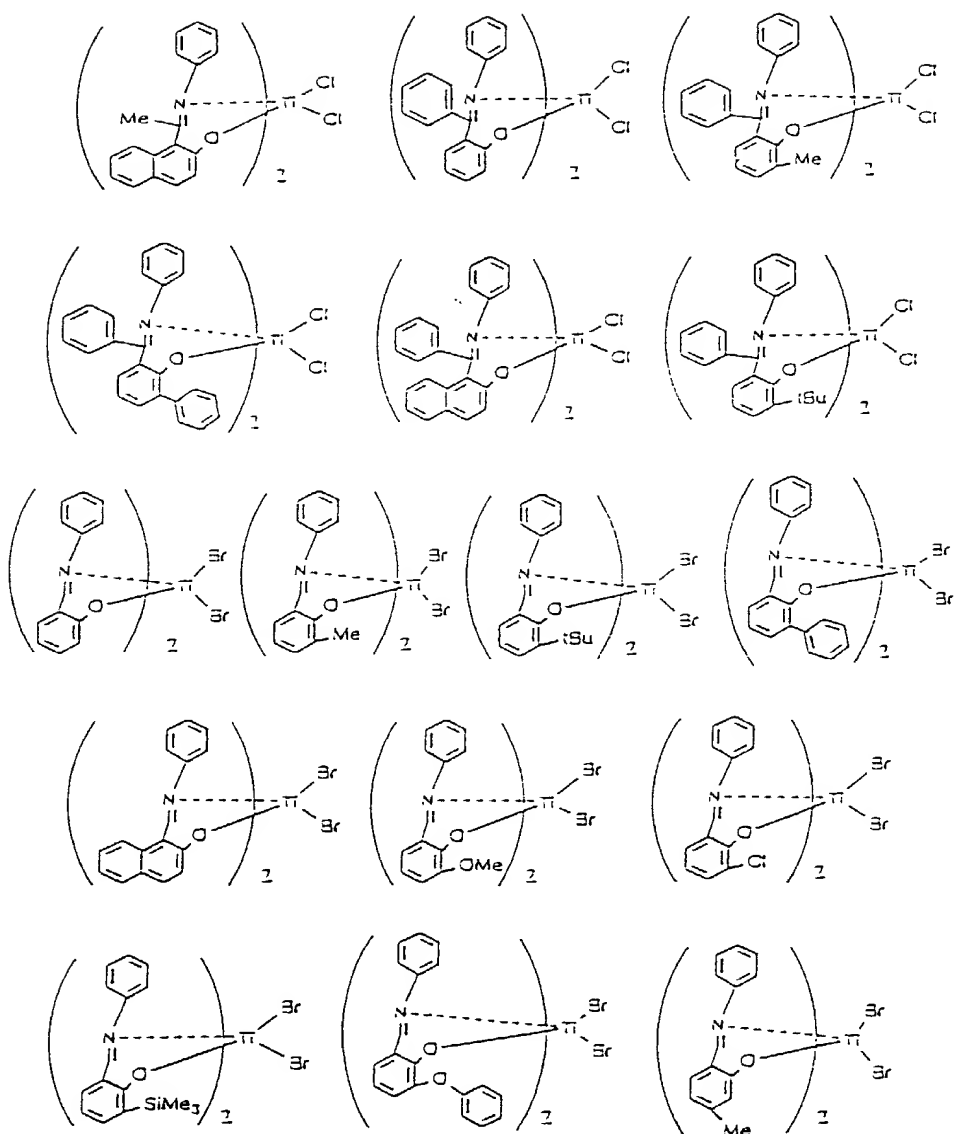 Me N O Ti Cl Cl 2
N O Ti Cl Cl 2
N O Ti Cl Cl Me 2
N O Ti Cl Cl 2
N O Ti Cl Cl 2
N O Ti Cl Cl tBu 2
N O Ti Br Br 2
N O Ti Br Br Me 2
N O Ti Br Br tBu 2
N O Ti Br Br 2
N O Ti Br Br 2
N O Ti Br Br OMe 2
N O Ti Br Br Cl 2
N O Ti Br Br SiMe3 2
N O Ti Br Br O 2
N O Ti Br Br Me 2